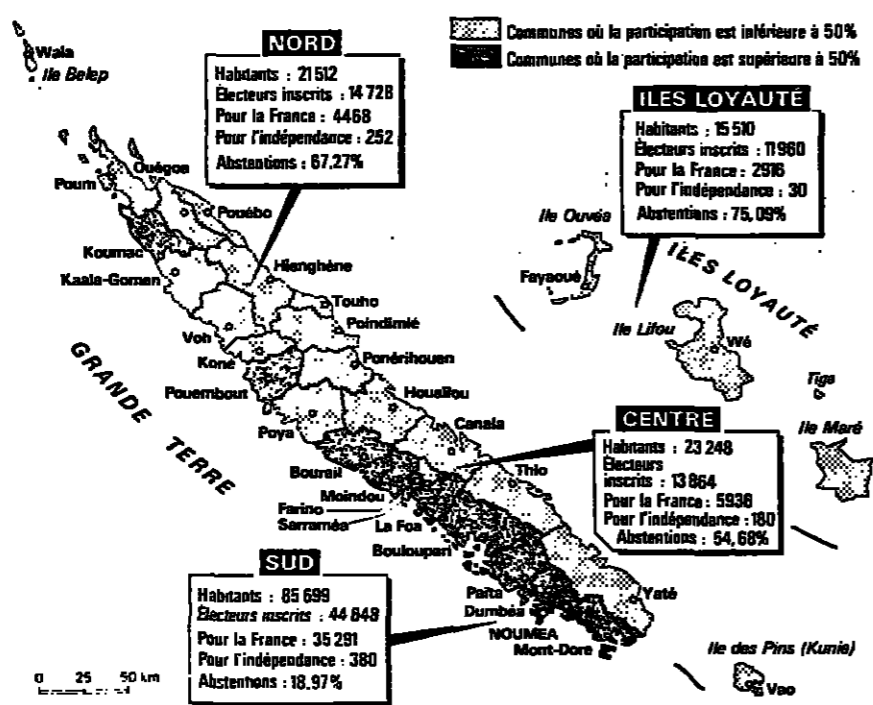 Communes où la participation est inférieure à 50%
Communes où la participation est supérieure à 50%
Wala
Ile Belep
NORD
Habitants : 21 512
Électeurs inscrits : 14 728
Pour la France : 4468
Pour l'indépendance : 252
Abstentions : 67,27%
ILES LOYAUTÉ
Habitants : 15 510
Électeurs inscrits : 11 960
Pour la France : 2916
Pour l'indépendance : 30
Abstentions : 75,09%
Ouégoa
Poum
Pouébo
Koumac
Kaala-Gomen
Hienghène
Touho
Poindimié
Voh
Koné
Ponérihouen
Pouembout
Houaïlou
Poya
Canala
Bourail
Thio
Moindou
Farino
Sarraméa
La Foa
Bouloupari
Païta
Dumbéa
NOUMEA
Mont-Dore
Yaté
GRANDE TERRE
Ile Ouvéa
Fayaoué
ILES LOYAUTÉ
Ile Lifou
Wé
Tiga
Ile Maré
CENTRE
Habitants : 23 248
Électeurs
inscrits : 13 864
Pour la France : 5936
Pour l'indépendance : 180
Abstentions : 54,68%
SUD
Habitants : 85 699
Électeurs inscrits : 44 848
Pour la France : 35 291
Pour l'indépendance : 380
Abstentions : 18,97%
Ile des Pins (Kunie)
Vao
0 25 50 km